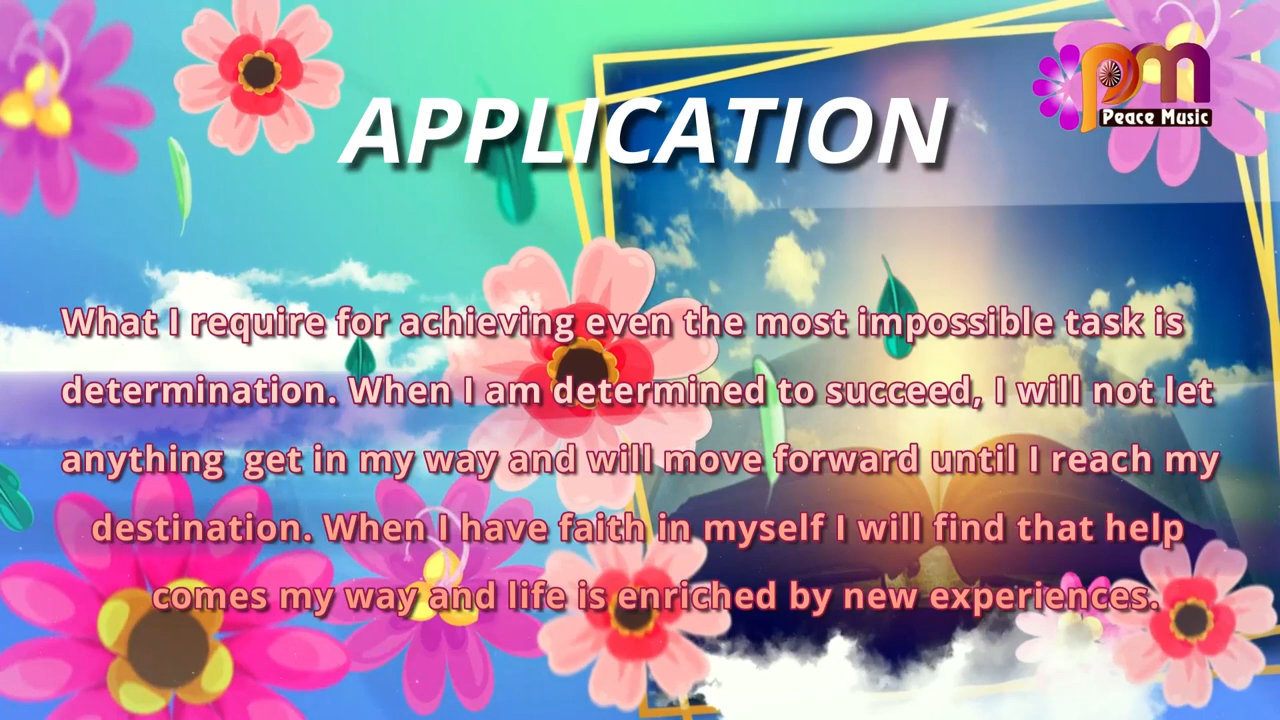 pm
Peace Music
APPLICATION
What I require for achieving even the most impossible task is
determination. When I am determined to succeed, I will not let
anything  get in my way and will move forward until I reach my
destination. When I have faith in myself I will find that help
comes my way and life is enriched by new experiences.